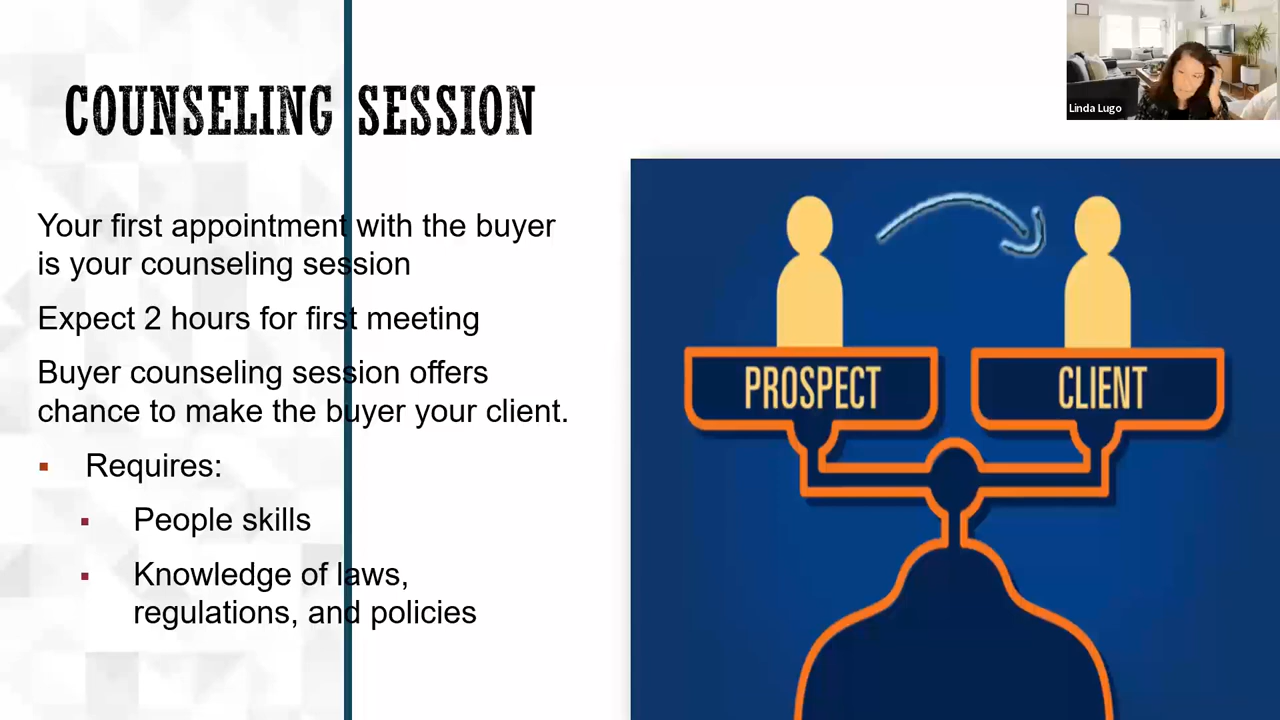 COUNSELING SESSION
Your first appointment with the buyer
is your counseling session
Expect 2 hours for first meeting
Buyer counseling session offers
chance to make the buyer your client.
Requires:
People skills
Knowledge of laws,
regulations, and policies
PROSPECT
CLIENT
Linda Lugo